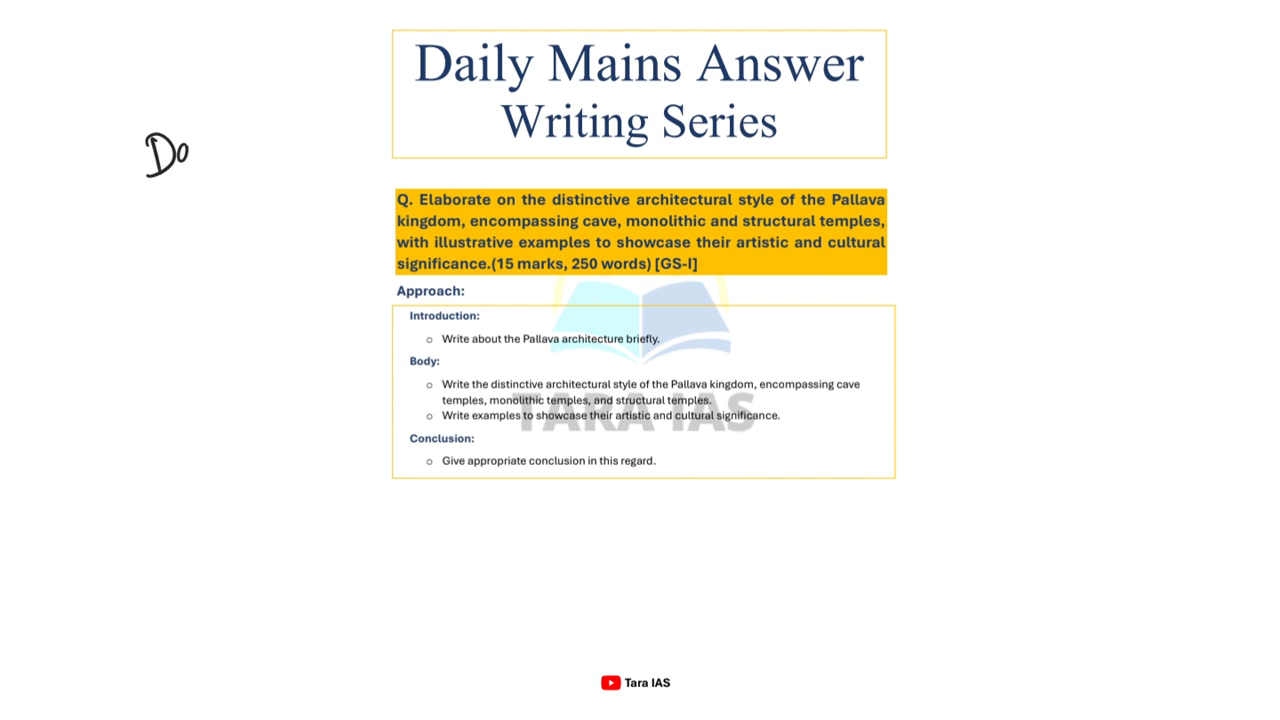 Daily Mains Answer
Writing Series
Do
Q. Elaborate on the distinctive architectural style of the Pallava
kingdom, encompassing cave, monolithic and structural temples,
with illustrative examples to showcase their artistic and cultural
significance.(15 marks, 250 words) [GS-I]
Approach:
Introduction:
o Write about the Pallava architecture briefly.
Body:
o Write the distinctive architectural style of the Pallava kingdom, encompassing cave
temples, monolithic temples, and structural temples.
o Write examples to showcase their artistic and cultural significance.
TARA IAS
Conclusion:
o Give appropriate conclusion in this regard.
Tara IAS